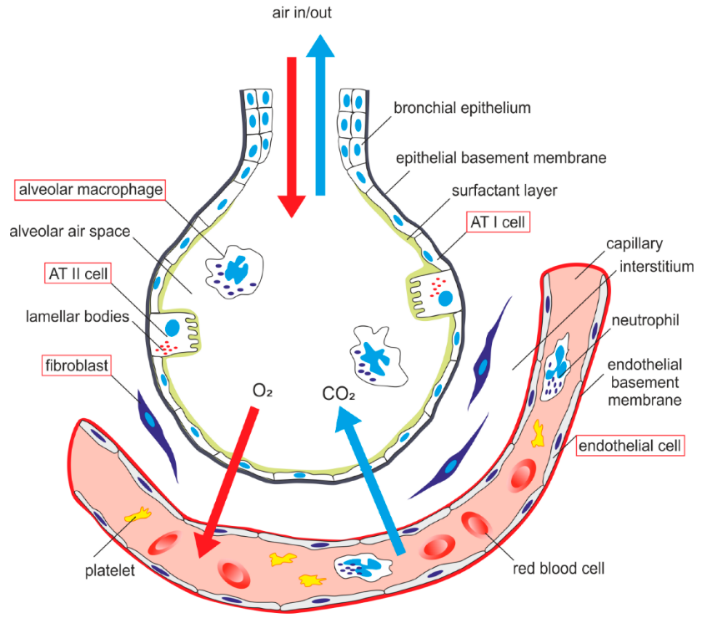 air in/out
bronchial epithelium
epithelial basement membrane
alveolar macrophage
surfactant layer
AT I cell
alveolar air space
capillary
interstitium
AT II cell
lamellar bodies
neutrophil
fibroblast
endothelial
basement
membrane
O₂
CO₂
endothelial cell
platelet
red blood cell